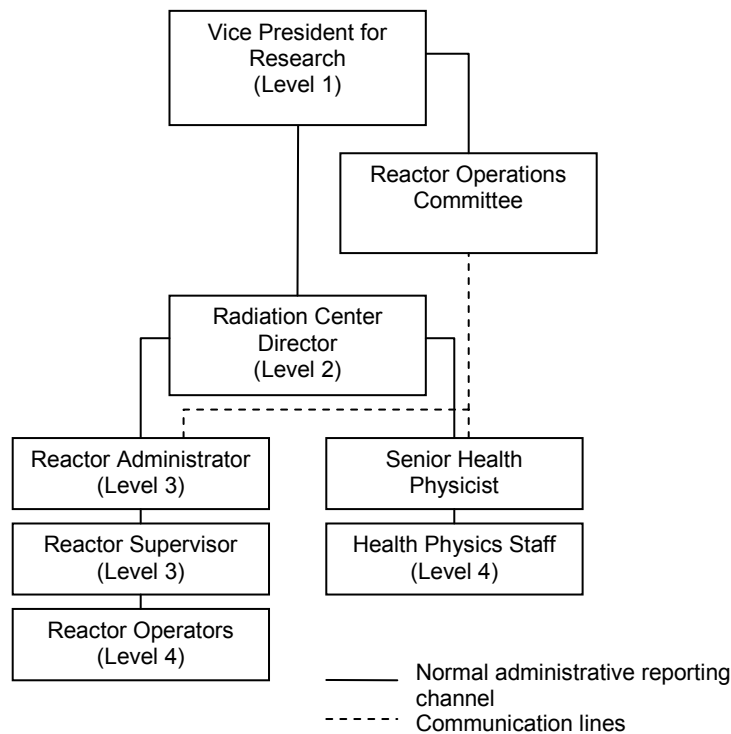 Vice President for
Research
(Level 1)
Reactor Operations
Committee
Radiation Center
Director
(Level 2)
Reactor Administrator
(Level 3)
Senior Health
Physicist
Reactor Supervisor
(Level 3)
Health Physics Staff
(Level 4)
Reactor Operators
(Level 4)
Normal administrative reporting
channel
Communication lines